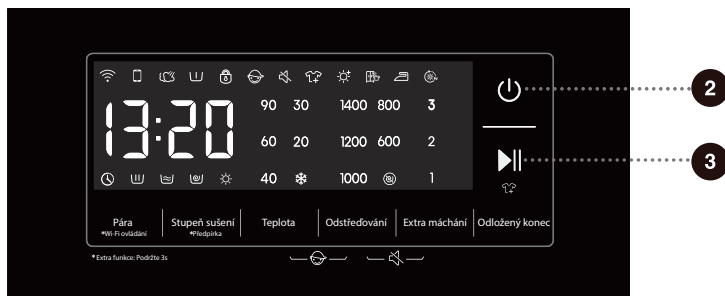 13:20
90 30 1400 800 3
60 20 1200 600 2
40 1000 1
2
3
Pára
*Wi-Fi ovládání
Stupeň sušení
*Předpírka
Teplota
Odstřeďování
Extra máchání
Odložený konec
*Extra funkce: Podržte 3s